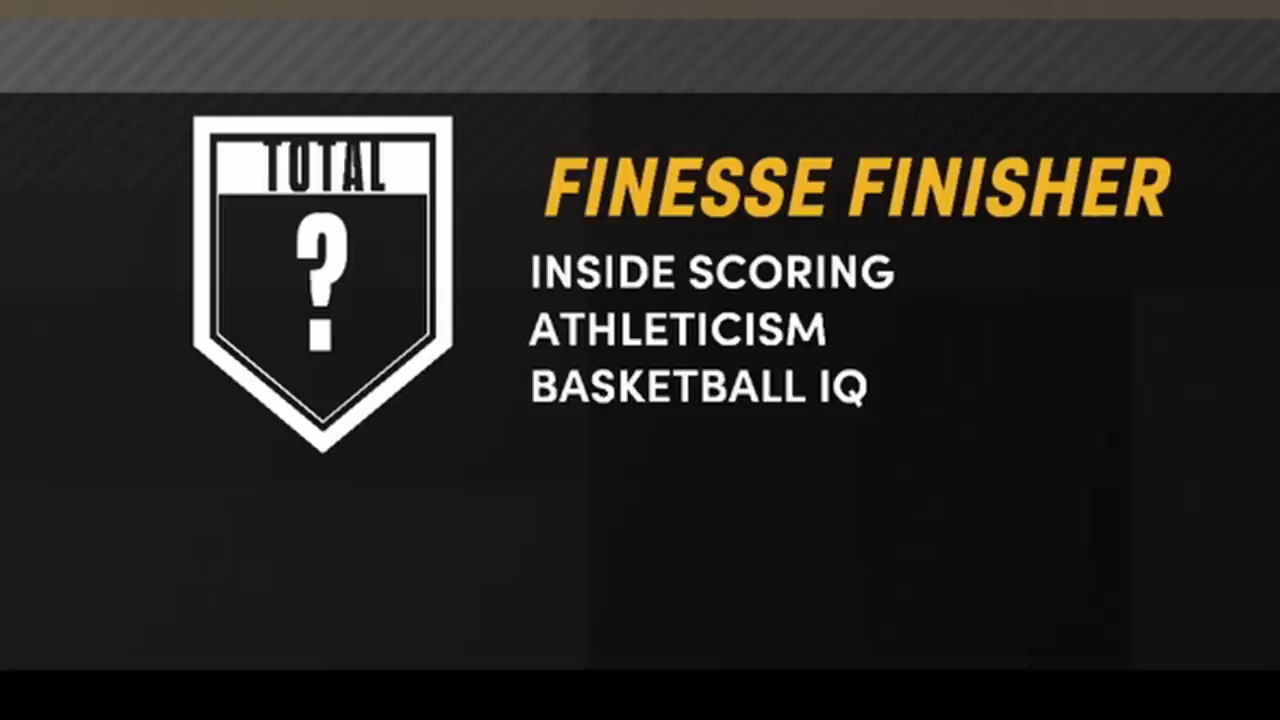 TOTAL
?
FINESSE FINISHER
INSIDE SCORING
ATHLETICISM
BASKETBALL IQ